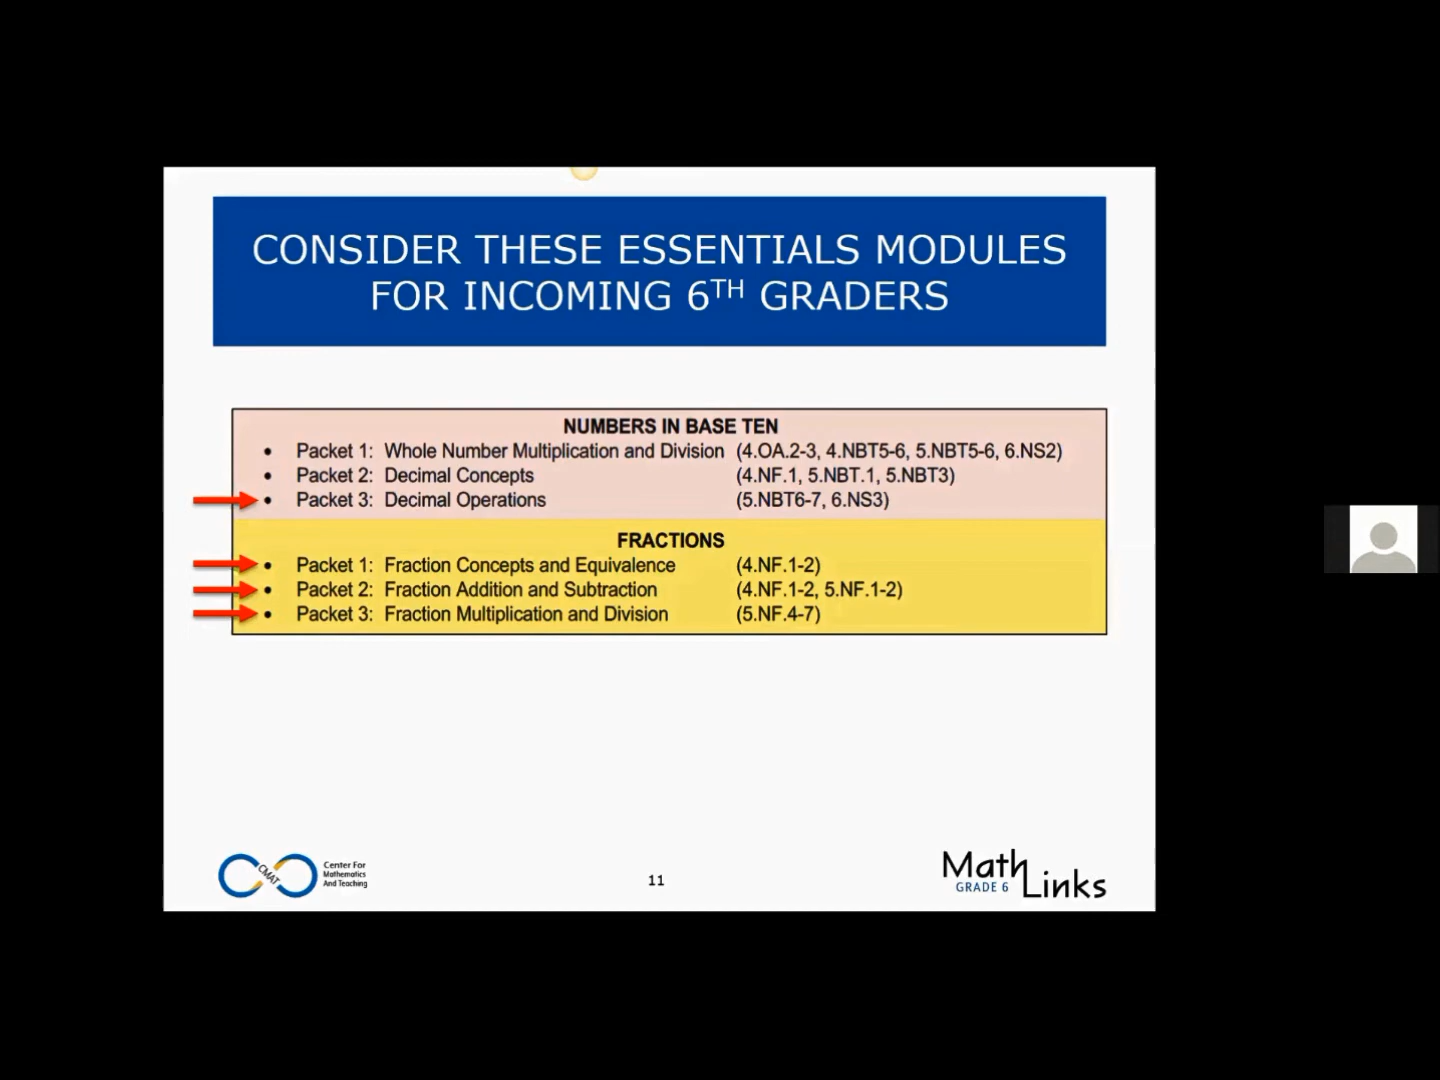 CONSIDER THESE ESSENTIALS MODULES
FOR INCOMING 6TH GRADERS
NUMBERS IN BASE TEN
• Packet 1: Whole Number Multiplication and Division (4.OA.2-3, 4.NBT5-6, 5.NBT5-6, 6.NS2)
• Packet 2: Decimal Concepts (4.NF.1, 5.NBT.1, 5.NBT3)
• Packet 3: Decimal Operations (5.NBT6-7, 6.NS3)
FRACTIONS
• Packet 1: Fraction Concepts and Equivalence (4.NF.1-2)
• Packet 2: Fraction Addition and Subtraction (4.NF.1-2, 5.NF.1-2)
• Packet 3: Fraction Multiplication and Division (5.NF.4-7)
CMAT
Center For
Mathematics
And Teaching
11
Math
GRADE 6 Links